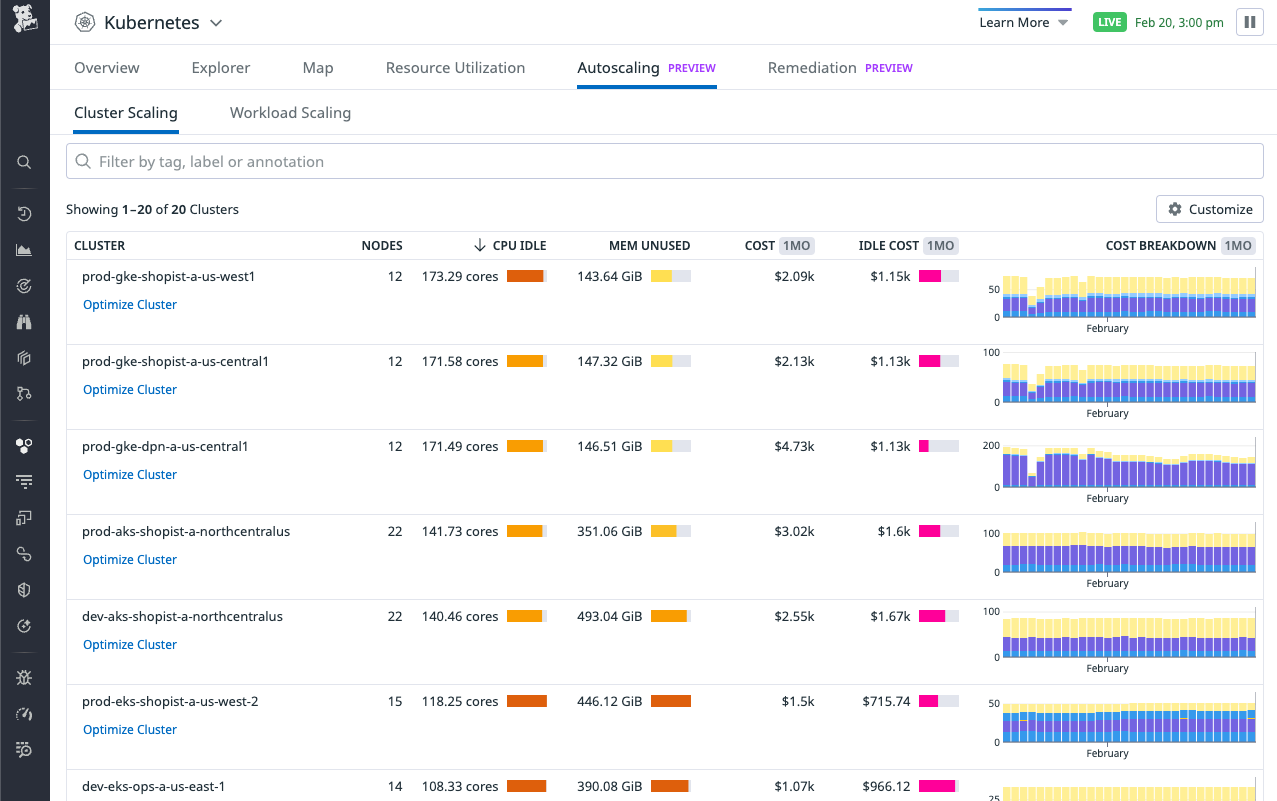 Kubernetes
Learn More
LIVE Feb 20, 3:00 pm
Overview Explorer Map Resource Utilization Autoscaling PREVIEW Remediation PREVIEW
Cluster Scaling Workload Scaling
Filter by tag, label or annotation
Showing 1–20 of 20 Clusters
Customize
CLUSTER NODES ↓ CPU IDLE MEM UNUSED COST 1MO IDLE COST 1MO COST BREAKDOWN 1MO
prod-gke-shopist-a-us-west1 12 173.29 cores 143.64 GiB $2.09k $1.15k
Optimize Cluster
50
0
February
prod-gke-shopist-a-us-central1 12 171.58 cores 147.32 GiB $2.13k $1.13k
Optimize Cluster
100
0
February
prod-gke-dpn-a-us-central1 12 171.49 cores 146.51 GiB $4.73k $1.13k
Optimize Cluster
200
0
February
prod-aks-shopist-a-northcentralus 22 141.73 cores 351.06 GiB $3.02k $1.6k
Optimize Cluster
100
0
February
dev-aks-shopist-a-northcentralus 22 140.46 cores 493.04 GiB $2.55k $1.67k
Optimize Cluster
100
0
February
prod-eks-shopist-a-us-west-2 15 118.25 cores 446.12 GiB $1.5k $715.74
Optimize Cluster
50
0
February
dev-eks-ops-a-us-east-1 14 108.33 cores 390.08 GiB $1.07k $966.12
25